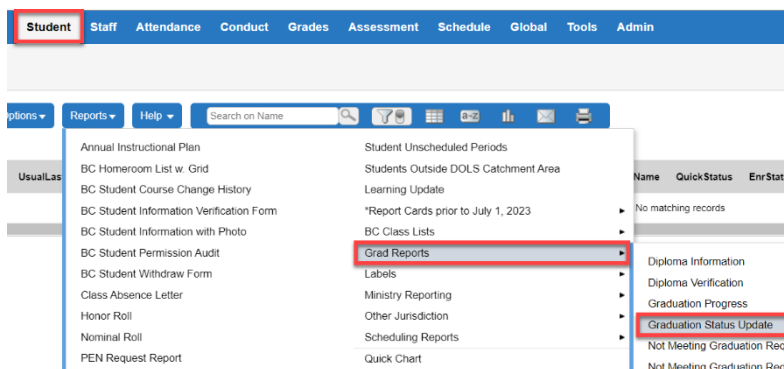 Student Staff Attendance Conduct Grades Assessment Schedule Global Tools Admin
Options Reports Help Search on Name a-z
UsualLas Name QuickStatus EnrStat
No matching records
Annual Instructional Plan
BC Homeroom List w. Grid
BC Student Course Change History
BC Student Information Verification Form
BC Student Information with Photo
BC Student Permission Audit
BC Student Withdraw Form
Class Absence Letter
Honor Roll
Nominal Roll
PEN Request Report
Student Unscheduled Periods
Students Outside DOLS Catchment Area
Learning Update
*Report Cards prior to July 1, 2023
BC Class Lists
Grad Reports
Labels
Ministry Reporting
Other Jurisdiction
Scheduling Reports
Quick Chart
Diploma Information
Diploma Verification
Graduation Progress
Graduation Status Update
Not Meeting Graduation Req
Not Meeting Graduation Req